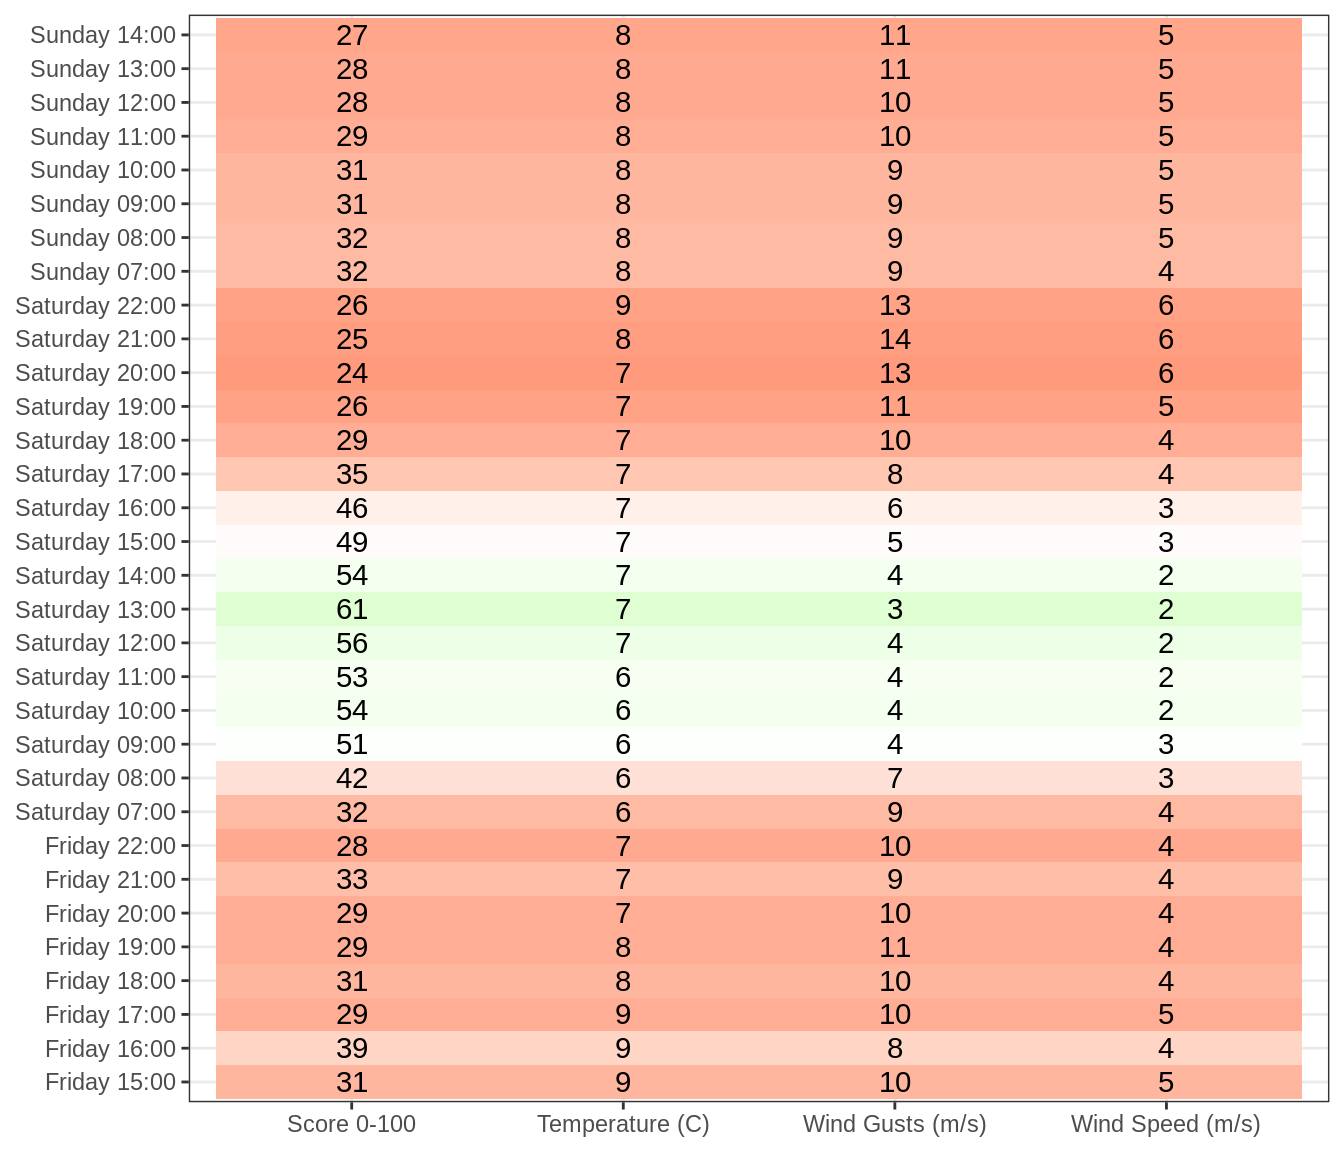 Sunday 14:00 27 8 11 5
Sunday 13:00 28 8 11 5
Sunday 12:00 28 8 10 5
Sunday 11:00 29 8 10 5
Sunday 10:00 31 8 9 5
Sunday 09:00 31 8 9 5
Sunday 08:00 32 8 9 5
Sunday 07:00 32 8 9 4
Saturday 22:00 26 9 13 6
Saturday 21:00 25 8 14 6
Saturday 20:00 24 7 13 6
Saturday 19:00 26 7 11 5
Saturday 18:00 29 7 10 4
Saturday 17:00 35 7 8 4
Saturday 16:00 46 7 6 3
Saturday 15:00 49 7 5 3
Saturday 14:00 54 7 4 2
Saturday 13:00 61 7 3 2
Saturday 12:00 56 7 4 2
Saturday 11:00 53 6 4 2
Saturday 10:00 54 6 4 2
Saturday 09:00 51 6 4 3
Saturday 08:00 42 6 7 3
Saturday 07:00 32 6 9 4
Friday 22:00 28 7 10 4
Friday 21:00 33 7 9 4
Friday 20:00 29 7 10 4
Friday 19:00 29 8 11 4
Friday 18:00 31 8 10 4
Friday 17:00 29 9 10 5
Friday 16:00 39 9 8 4
Friday 15:00 31 9 10 5
Score 0-100 Temperature (C) Wind Gusts (m/s) Wind Speed (m/s)